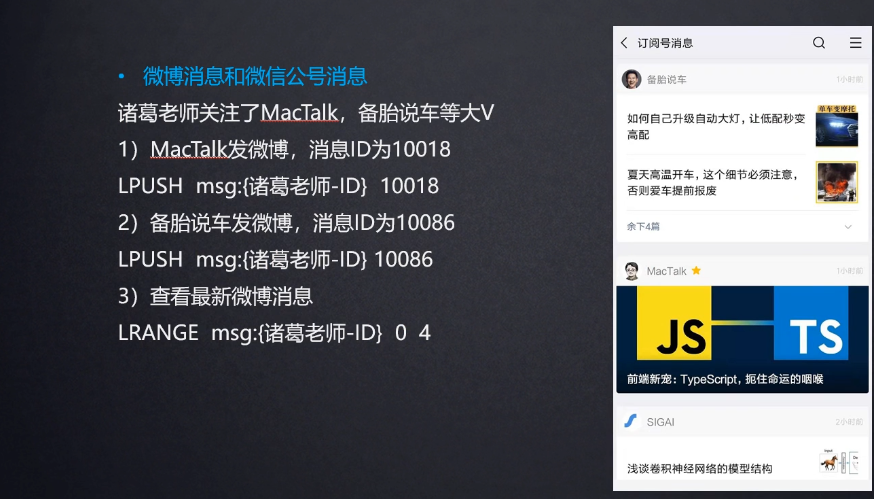 • 微博消息和微信公号消息
诸葛老师关注了MacTalk，备胎说车等大V
1）MacTalk发微博，消息ID为10018
LPUSH msg:{诸葛老师-ID} 10018
2）备胎说车发微博，消息ID为10086
LPUSH msg:{诸葛老师-ID} 10086
3）查看最新微博消息
LRANGE msg:{诸葛老师-ID} 0 4
订阅号消息
备胎说车 1小时前
如何自己升级自动大灯，让低配秒变
高配
单车变摩托
夏天高温开车，这个细节必须注意，
否则爱车提前报废
余下4篇
MacTalk 1小时前
JS TS
前端新宠：TypeScript，扼住命运的咽喉
SIGAI 2小时前
浅谈卷积神经网络的模型结构